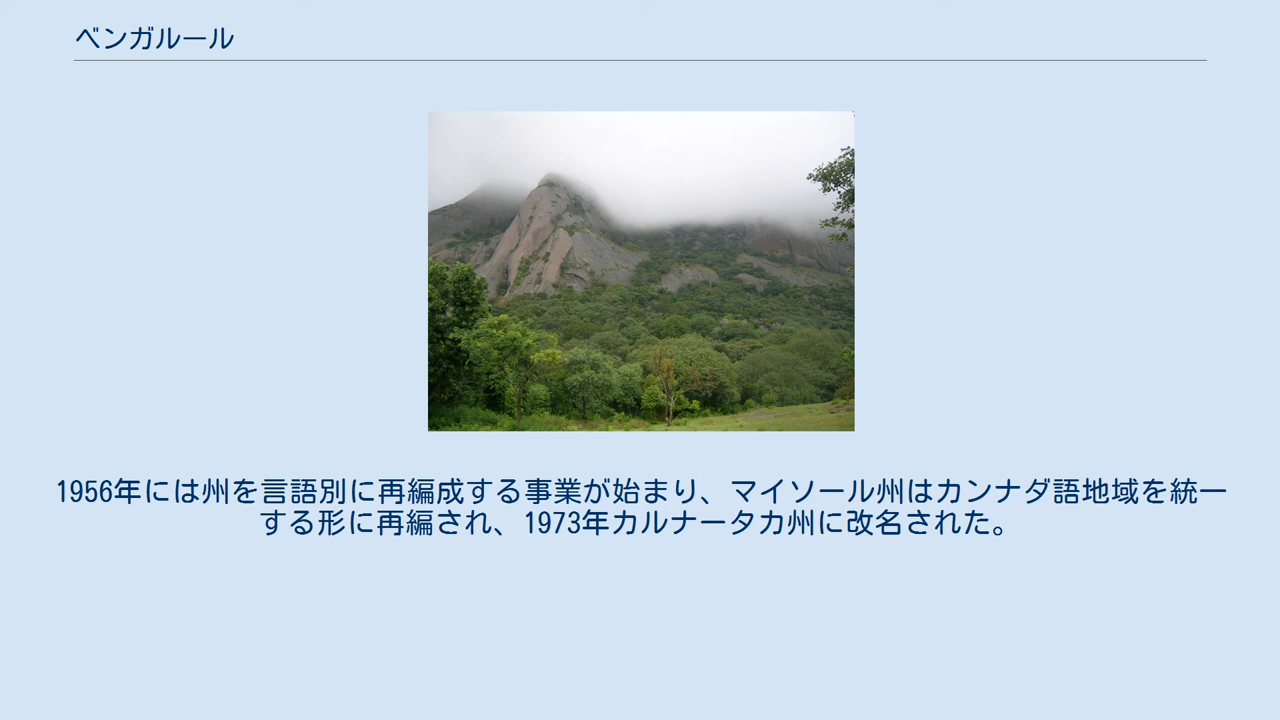 ベンガルール
1956年には州を言語別に再編成する事業が始まり、マイソール州はカンナダ語地域を統一
する形に再編され、1973年カルナータカ州に改名された。